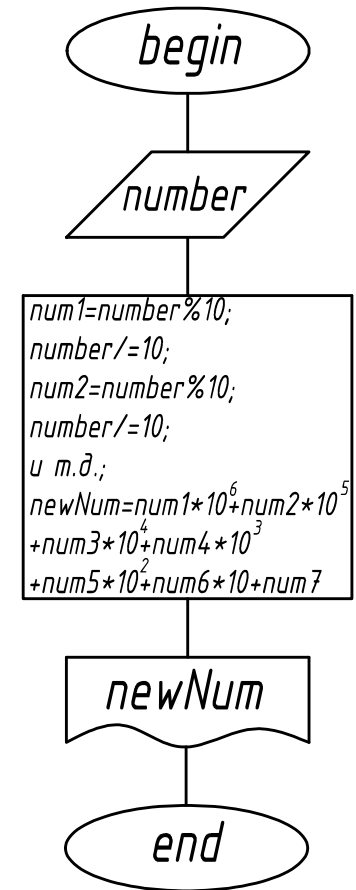 begin
number
num1=number%10;
number/=10;
num2=number%10;
number/=10;
и т.д.;
newNum=num1*10⁶+num2*10⁵
+num3*10⁴+num4*10³
+num5*10²+num6*10+num7
newNum
end